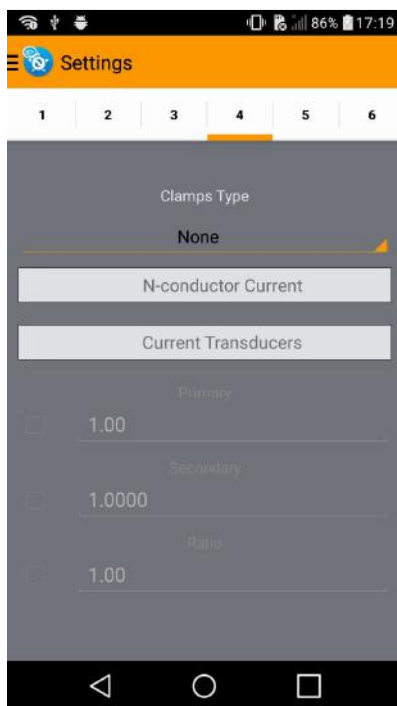 86% 17:19
Settings
1 2 3 4 5 6
Clamps Type
None
N-conductor Current
Current Transducers
Primary
1.00
Secondary
1.0000
Ratio
1.00